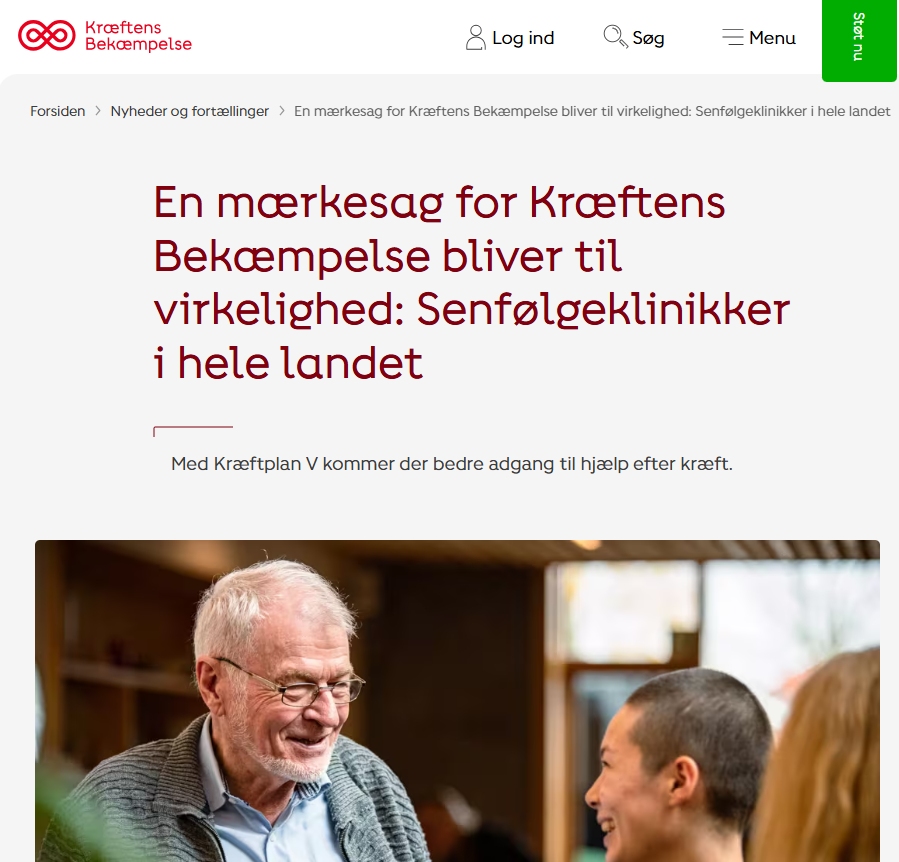 Kræftens
Bekæmpelse
Log ind
Søg
Menu
Støt nu
Forsiden > Nyheder og fortællinger > En mærkesag for Kræftens Bekæmpelse bliver til virkelighed: Senfølgeklinikker i hele landet
En mærkesag for Kræftens
Bekæmpelse bliver til
virkelighed: Senfølgeklinikker
i hele landet
Med Kræftplan V kommer der bedre adgang til hjælp efter kræft.